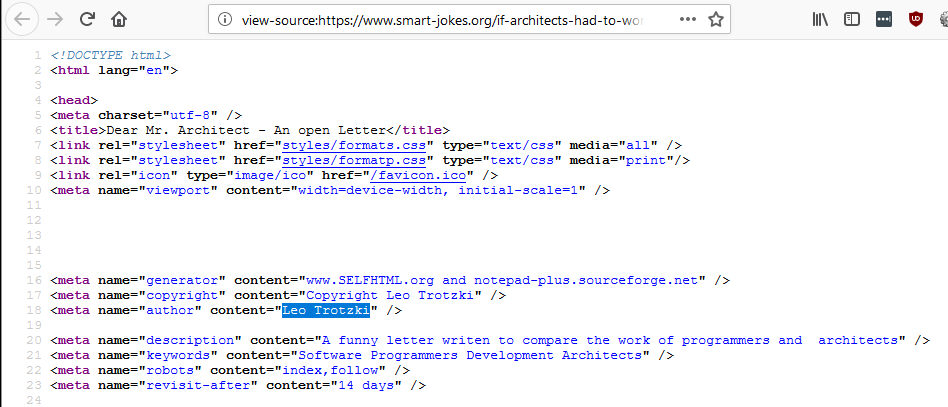 view-source:https://www.smart-jokes.org/if-architects-had-to-wo
1 <!DOCTYPE html>
2 <html lang="en">
3
4 <head>
5 <meta charset="utf-8" />
6 <title>Dear Mr. Architect - An open Letter</title>
7 <link rel="stylesheet" href="styles/formats.css" type="text/css" media="all" />
8 <link rel="stylesheet" href="styles/formatp.css" type="text/css" media="print"/>
9 <link rel="icon" type="image/ico" href="/favicon.ico" />
10 <meta name="viewport" content="width=device-width, initial-scale=1" />
11
12
13
14
15
16 <meta name="generator" content="www.SELFHTML.org and notepad-plus.sourceforge.net" />
17 <meta name="copyright" content="Copyright Leo Trotzki" />
18 <meta name="author" content="Leo Trotzki" />
19
20 <meta name="description" content="A funny letter writen to compare the work of programmers and  architects" />
21 <meta name="keywords" content="Software Programmers Development Architects" />
22 <meta name="robots" content="index,follow" />
23 <meta name="revisit-after" content="14 days" />
24